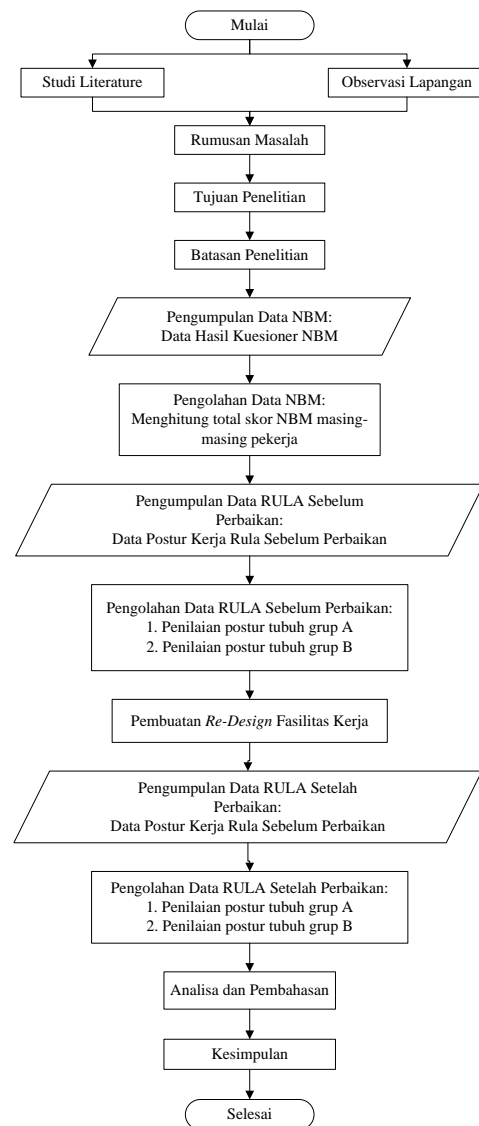 Mulai
Studi Literature
Observasi Lapangan
Rumusan Masalah
Tujuan Penelitian
Batasan Penelitian
Pengumpulan Data NBM:
Data Hasil Kuesioner NBM
Pengolahan Data NBM:
Menghitung total skor NBM masing-
masing pekerja
Pengumpulan Data RULA Sebelum
Perbaikan:
Data Postur Kerja Rula Sebelum Perbaikan
Pengolahan Data RULA Sebelum Perbaikan:
1. Penilaian postur tubuh grup A
2. Penilaian postur tubuh grup B
Pembuatan Re-Design Fasilitas Kerja
Pengumpulan Data RULA Setelah
Perbaikan:
Data Postur Kerja Rula Sebelum Perbaikan
Pengolahan Data RULA Setelah Perbaikan:
1. Penilaian postur tubuh grup A
2. Penilaian postur tubuh grup B
Analisa dan Pembahasan
Kesimpulan
Selesai